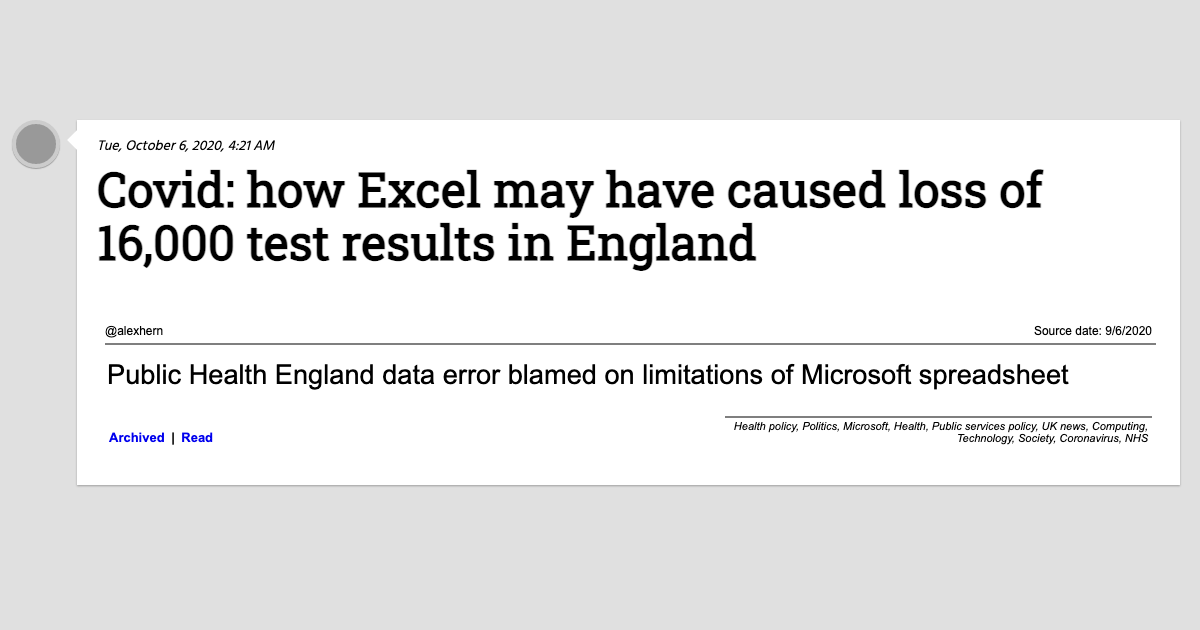 Tue, October 6, 2020, 4:21 AM
Covid: how Excel may have caused loss of
16,000 test results in England
@alexhern
Source date: 9/6/2020
Public Health England data error blamed on limitations of Microsoft spreadsheet
Archived | Read
Health policy, Politics, Microsoft, Health, Public services policy, UK news, Computing,
Technology, Society, Coronavirus, NHS